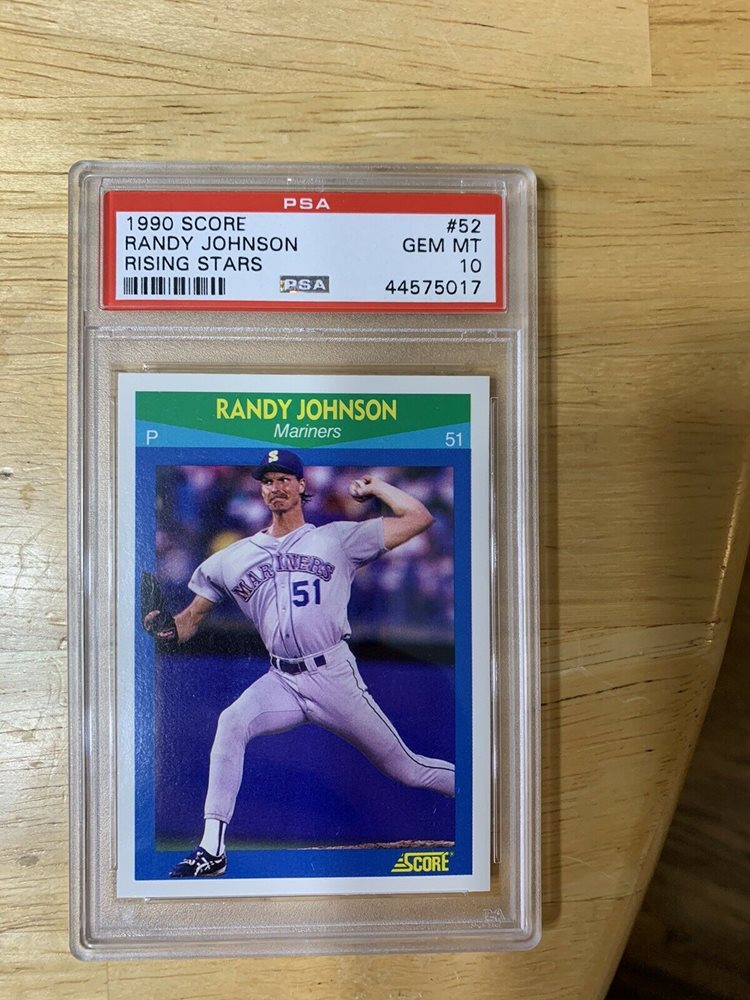 PSA
1990 SCORE #52
RANDY JOHNSON GEM MT
RISING STARS 10
PSA 44575017
RANDY JOHNSON
Mariners
P 51
S
MARINERS
51
SCORE